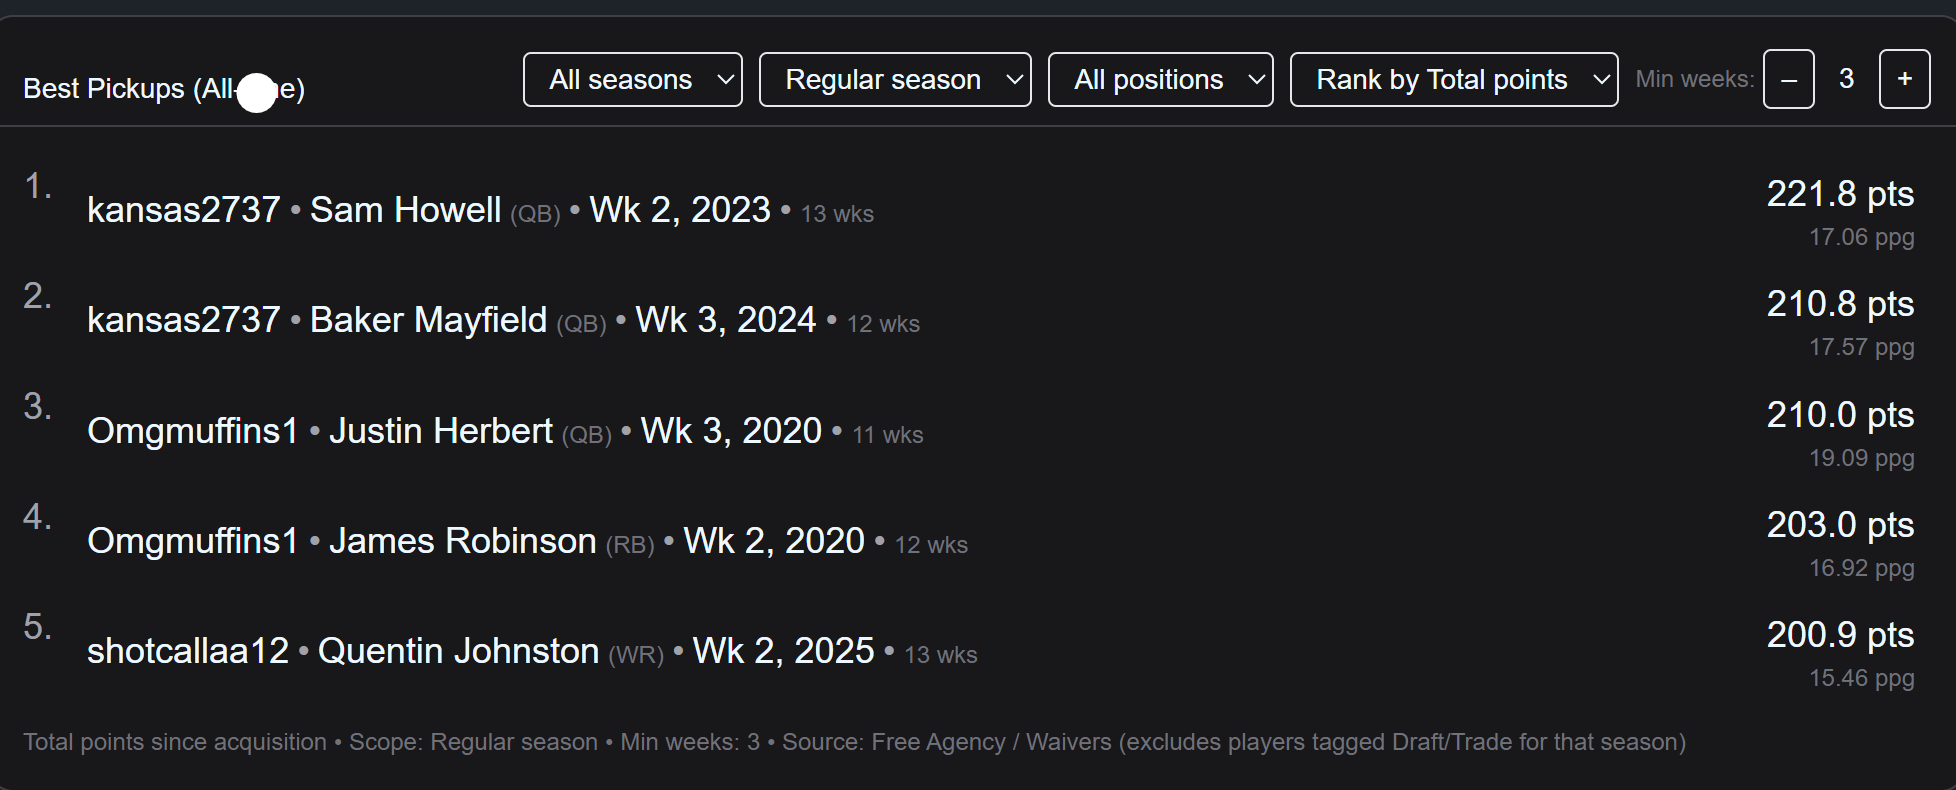 Best Pickups (All- e)
All seasons
Regular season
All positions
Rank by Total points
Min weeks: – 3 +
1. kansas2737 • Sam Howell (QB) • Wk 2, 2023 • 13 wks
221.8 pts
17.06 ppg
2. kansas2737 • Baker Mayfield (QB) • Wk 3, 2024 • 12 wks
210.8 pts
17.57 ppg
3. Omgmuffins1 • Justin Herbert (QB) • Wk 3, 2020 • 11 wks
210.0 pts
19.09 ppg
4. Omgmuffins1 • James Robinson (RB) • Wk 2, 2020 • 12 wks
203.0 pts
16.92 ppg
5. shotcallaa12 • Quentin Johnston (WR) • Wk 2, 2025 • 13 wks
200.9 pts
15.46 ppg
Total points since acquisition • Scope: Regular season • Min weeks: 3 • Source: Free Agency / Waivers (excludes players tagged Draft/Trade for that season)